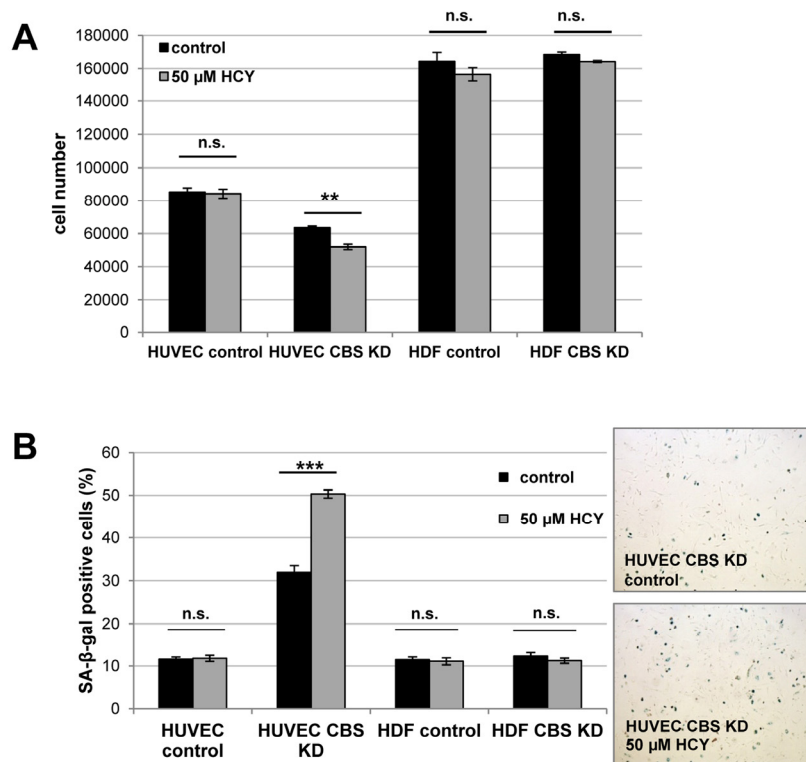 A
n.s.
n.s.
control
50 µM HCY
n.s.
**
cell number
180000
160000
140000
120000
100000
80000
60000
40000
20000
0
HUVEC control
HUVEC CBS KD
HDF control
HDF CBS KD
B
***
control
50 µM HCY
n.s.
n.s.
n.s.
SA-β-gal positive cells (%)
60
50
40
30
20
10
0
HUVEC
control
HUVEC CBS
KD
HDF control
HDF CBS KD
HUVEC CBS KD
control
HUVEC CBS KD
50 µM HCY